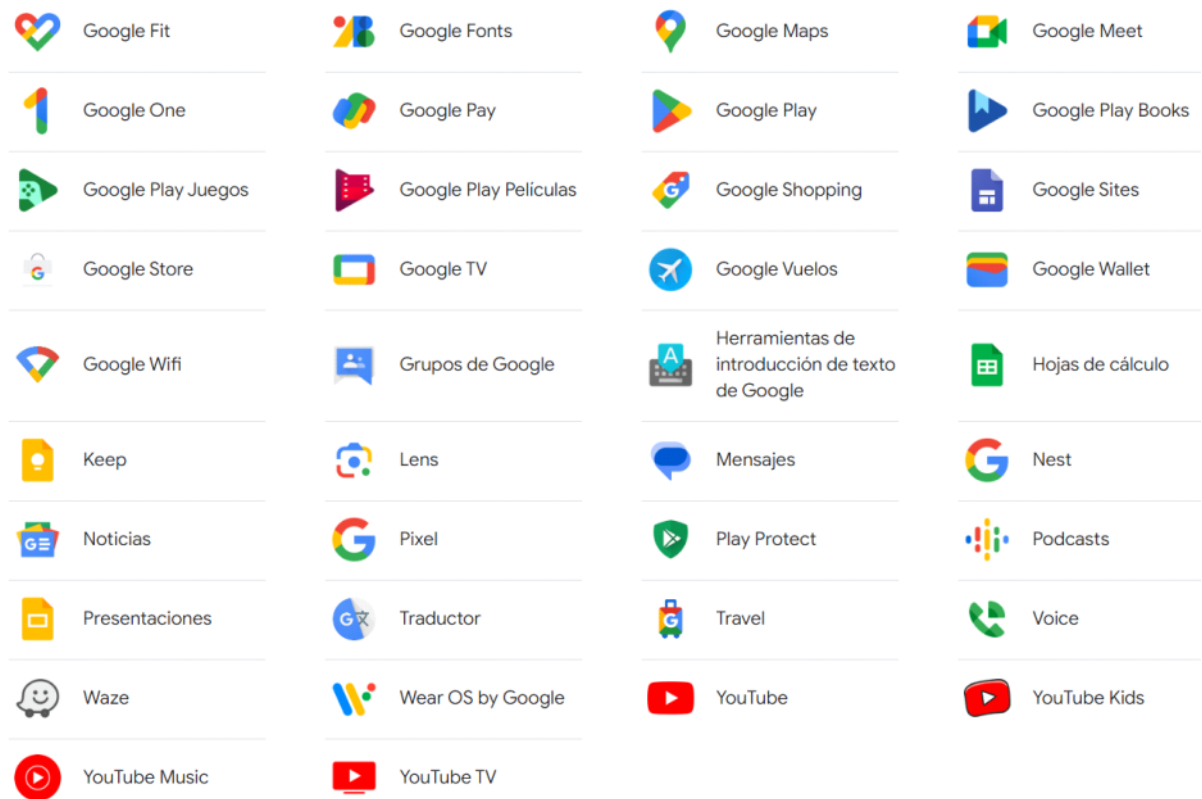 Google Fit
Google Fonts
Google Maps
Google Meet
Google One
Google Pay
Google Play
Google Play Books
Google Play Juegos
Google Play Películas
G
Google Shopping
Google Sites
G
Google Store
Google TV
Google Vuelos
Google Wallet
Google Wifi
Grupos de Google
A
Herramientas de
introducción de texto
de Google
Hojas de cálculo
Keep
Lens
Mensajes
G
Nest
GE
Noticias
G
Pixel
Play Protect
Podcasts
Presentaciones
G文
Traductor
G
Travel
Voice
Waze
Wear OS by Google
YouTube
YouTube Kids
YouTube Music
YouTube TV